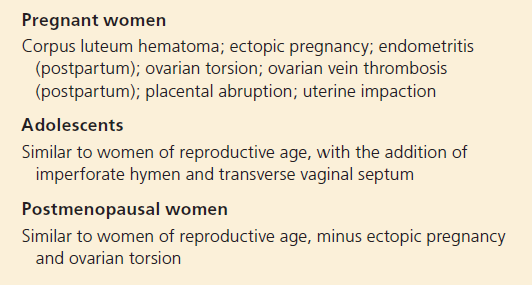 Pregnant women
Corpus luteum hematoma; ectopic pregnancy; endometritis
(postpartum); ovarian torsion; ovarian vein thrombosis
(postpartum); placental abruption; uterine impaction
Adolescents
Similar to women of reproductive age, with the addition of
imperforate hymen and transverse vaginal septum
Postmenopausal women
Similar to women of reproductive age, minus ectopic pregnancy
and ovarian torsion